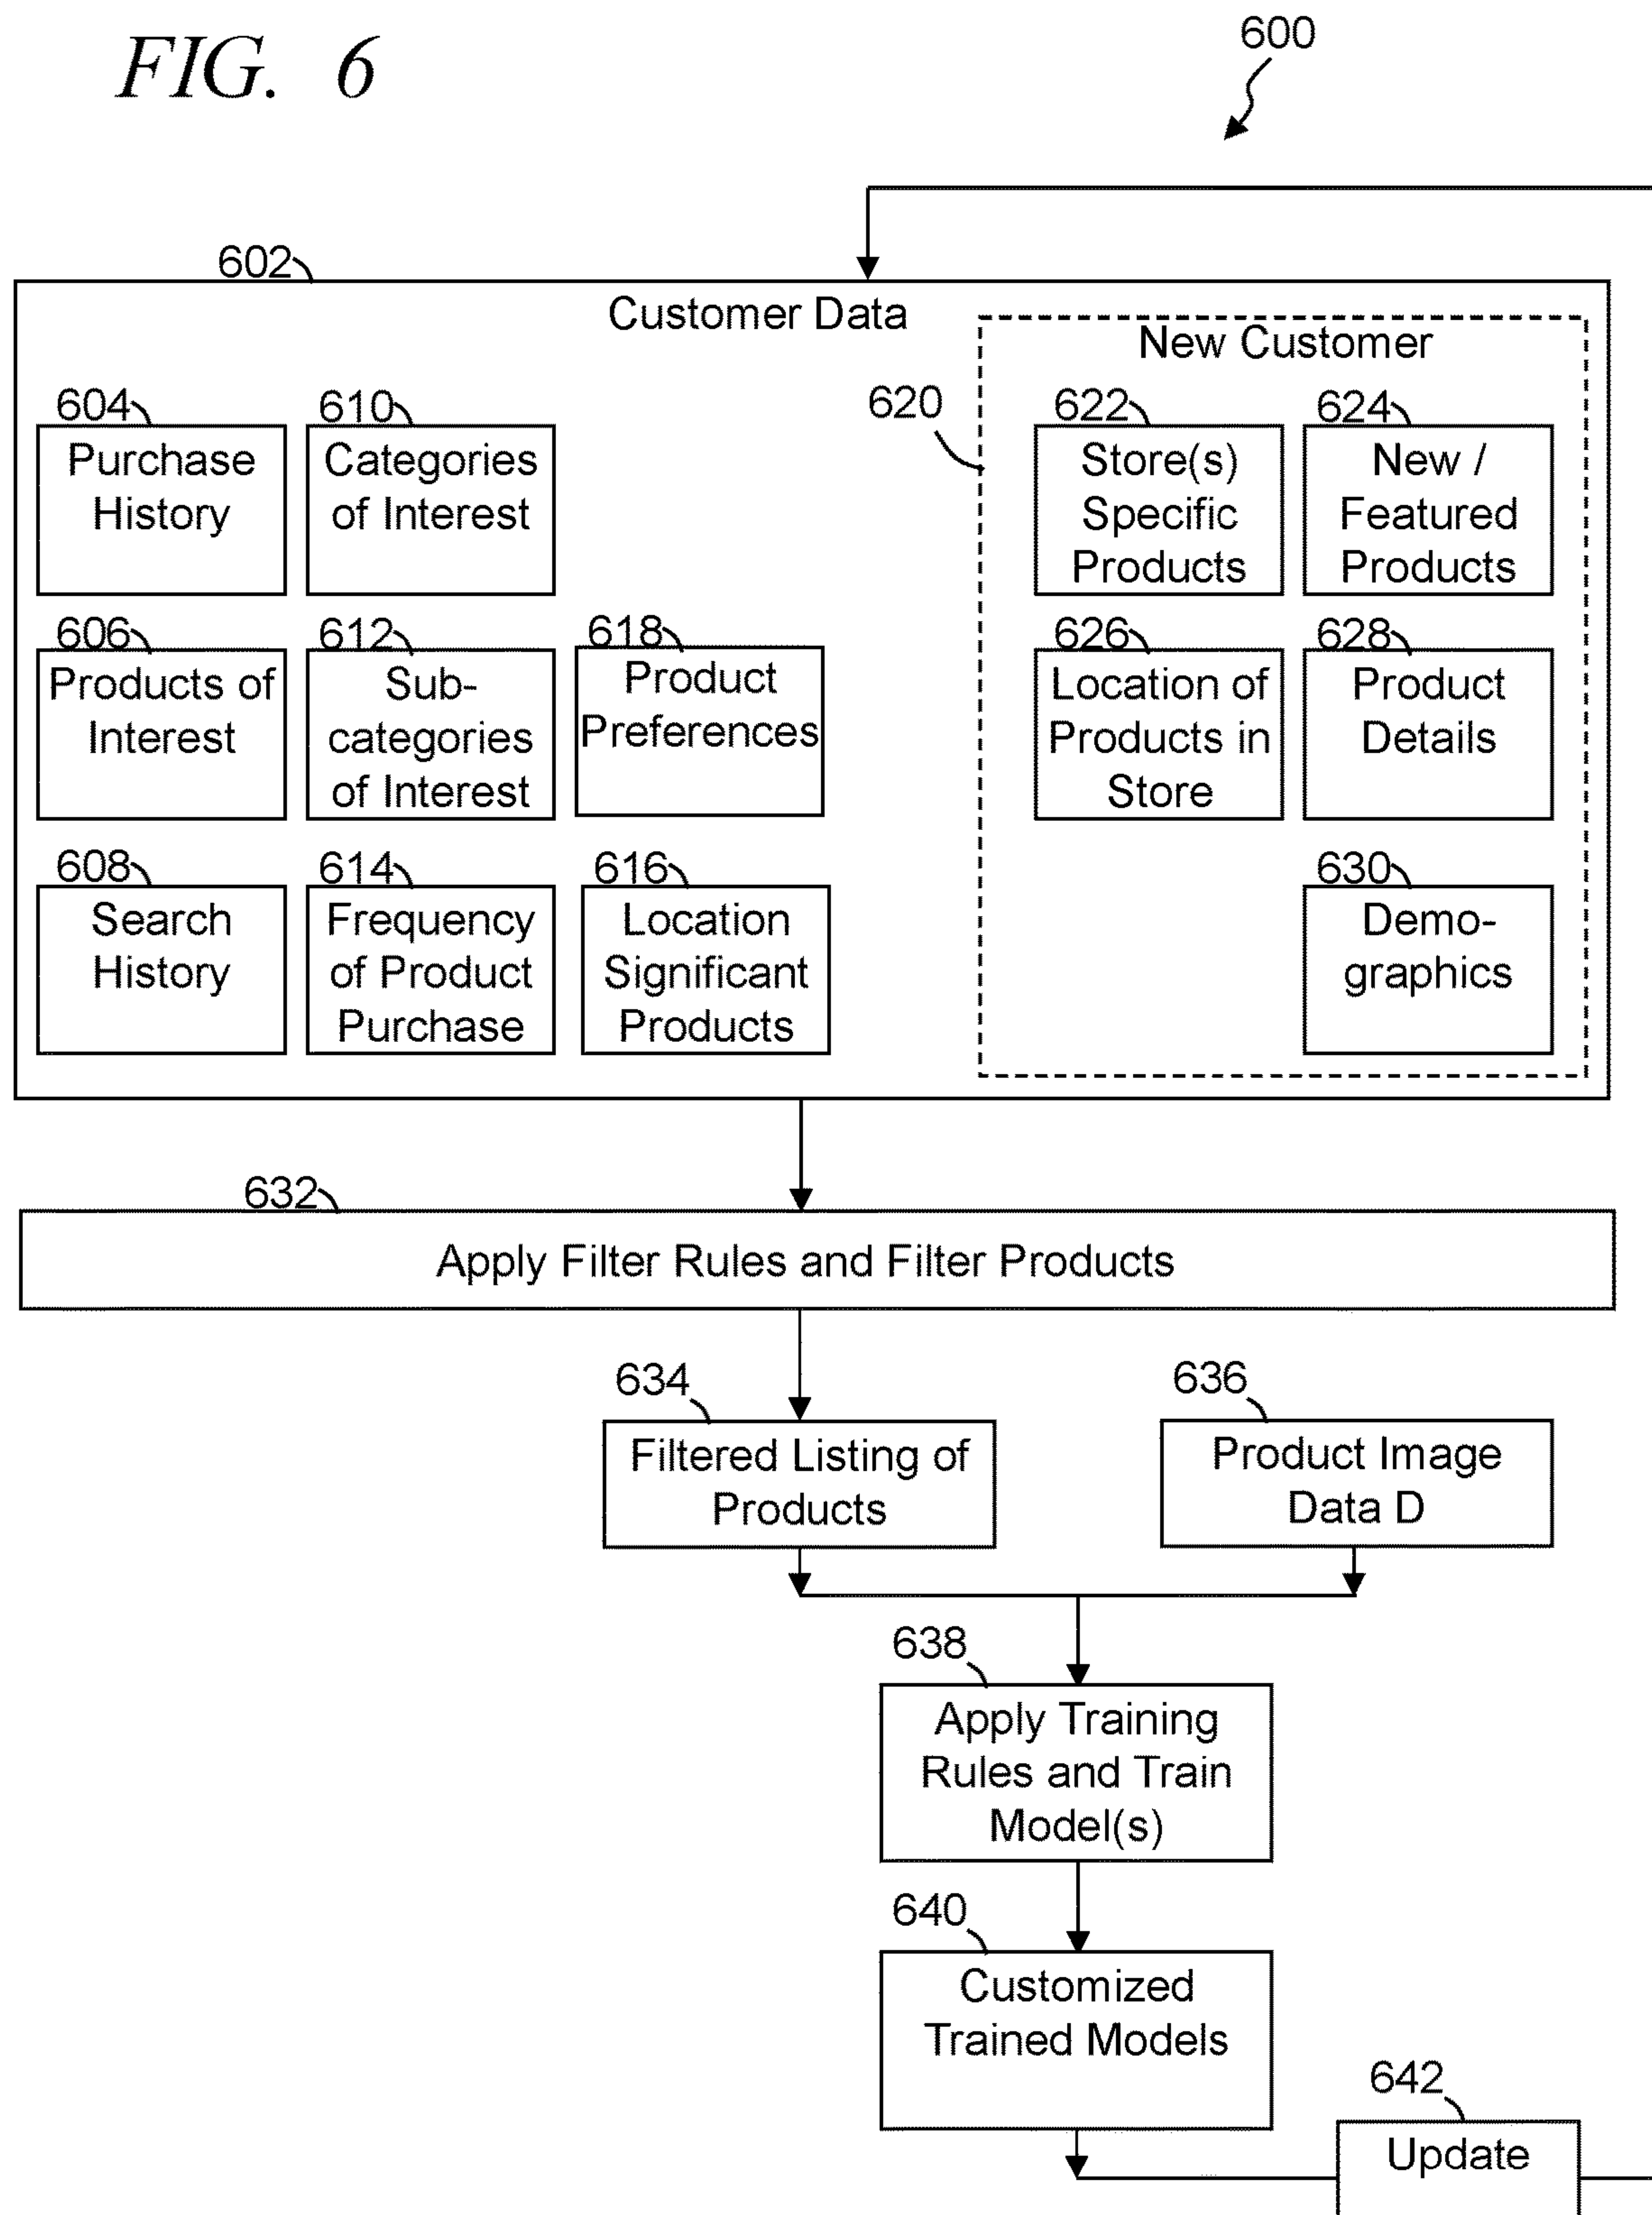 FIG. 6
600
602
Customer Data
New Customer
620
604
Purchase
History
610
Categories
of Interest
622
Store(s)
Specific
Products
624
New /
Featured
Products
606
Products of
Interest
612
Sub-
categories
of Interest
618
Product
Preferences
626
Location of
Products in
Store
628
Product
Details
608
Search
History
614
Frequency
of Product
Purchase
616
Location
Significant
Products
630
Demo-
graphics
632
Apply Filter Rules and Filter Products
634
Filtered Listing of
Products
636
Product Image
Data D
638
Apply Training
Rules and Train
Model(s)
640
Customized
Trained Models
642
Update